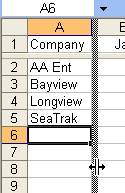 A6
A
1 Company Ja
2 AA Ent
3 Bayview
4 Longview
5 SeaTrak
6
7
8
9